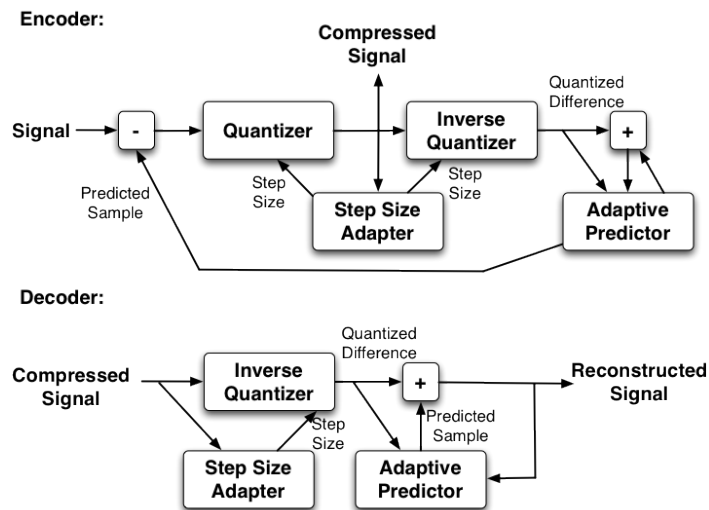 Encoder:
Compressed
Signal
Quantized
Difference
Signal
-
Quantizer
Inverse
Quantizer
+
Predicted
Sample
Step
Size
Step
Size
Step Size
Adapter
Adaptive
Predictor
Decoder:
Quantized
Difference
Compressed
Signal
Inverse
Quantizer
+
Reconstructed
Signal
Step
Size
Predicted
Sample
Step Size
Adapter
Adaptive
Predictor